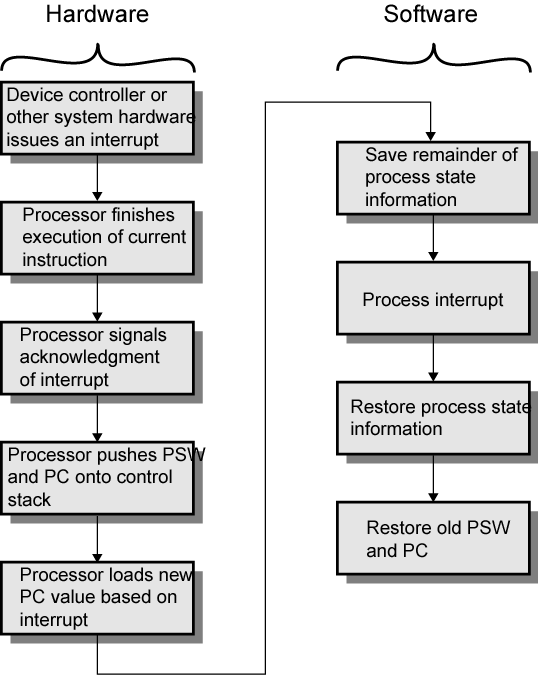 Hardware
Device controller or
other system hardware
issues an interrupt
Processor finishes
execution of current
instruction
Processor signals
acknowledgment
of interrupt
Processor pushes PSW
and PC onto control
stack
Processor loads new
PC value based on
interrupt
Software
Save remainder of
process state
information
Process interrupt
Restore process state
information
Restore old PSW
and PC